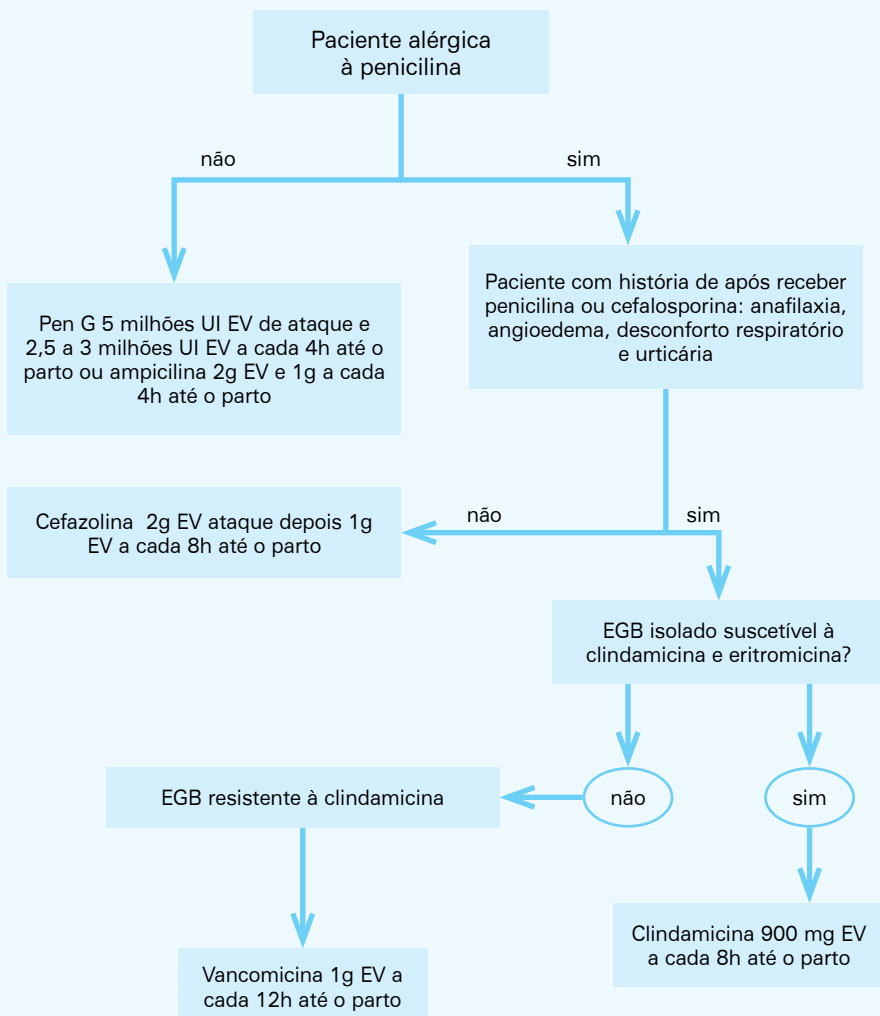 Paciente alérgica
à penicilina
não
sim
Pen G 5 milhões UI EV de ataque e
2,5 a 3 milhões UI EV a cada 4h até o
parto ou ampicilina 2g EV e 1g a cada
4h até o parto
Paciente com história de após receber
penicilina ou cefalosporina: anafilaxia,
angioedema, desconforto respiratório
e urticária
Cefazolina 2g EV ataque depois 1g
EV a cada 8h até o parto
não
sim
EGB isolado suscetível à
clindamicina e eritromicina?
EGB resistente à clindamicina
não
sim
Vancomicina 1g EV a
cada 12h até o parto
Clindamicina 900 mg EV
a cada 8h até o parto